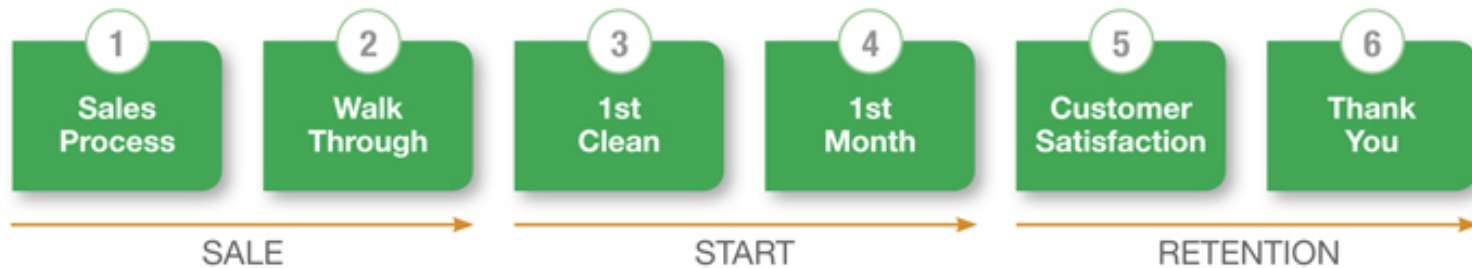 1
Sales
Process
2
Walk
Through
3
1st
Clean
4
1st
Month
5
Customer
Satisfaction
6
Thank
You
SALE
START
RETENTION